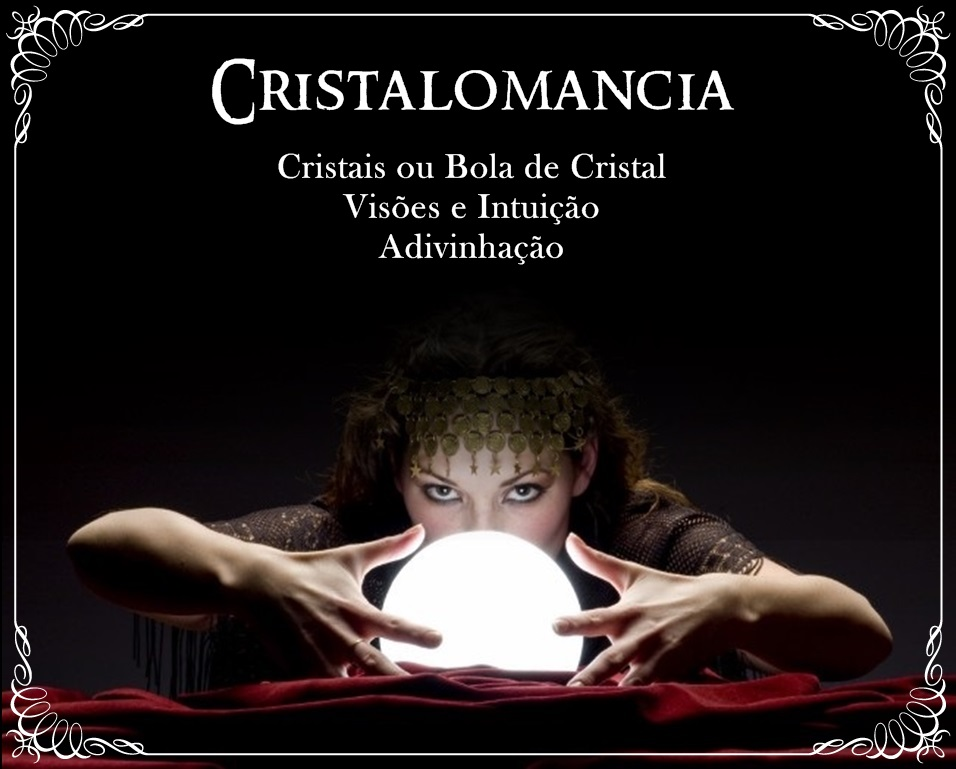 Cristalomancia
Cristais ou Bola de Cristal
Visões e Intuição
Adivinhação